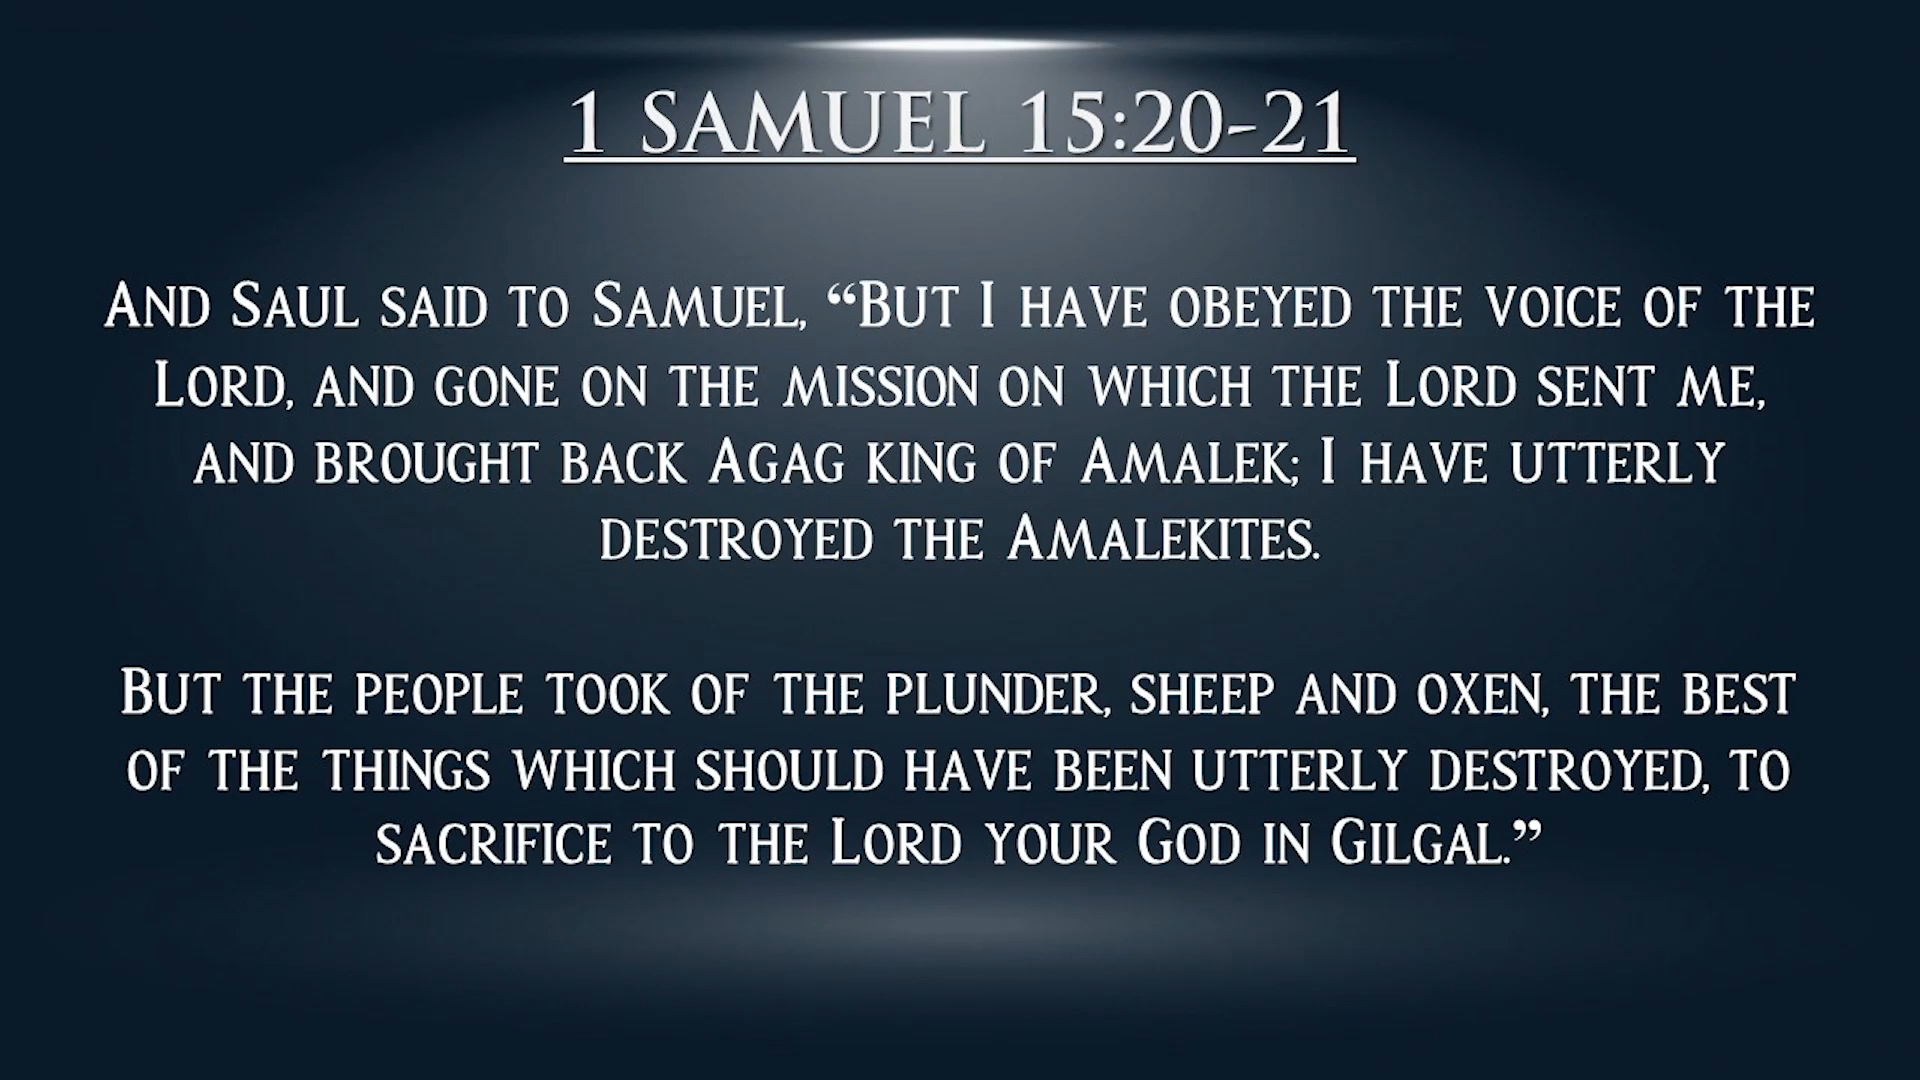 1 SAMUEL 15:20-21
And Saul said to Samuel, “But I have obeyed the voice of the
Lord, and gone on the mission on which the Lord sent me,
and brought back Agag king of Amalek; I have utterly
destroyed the Amalekites.
But the people took of the plunder, sheep and oxen, the best
of the things which should have been utterly destroyed, to
sacrifice to the Lord your God in Gilgal.”